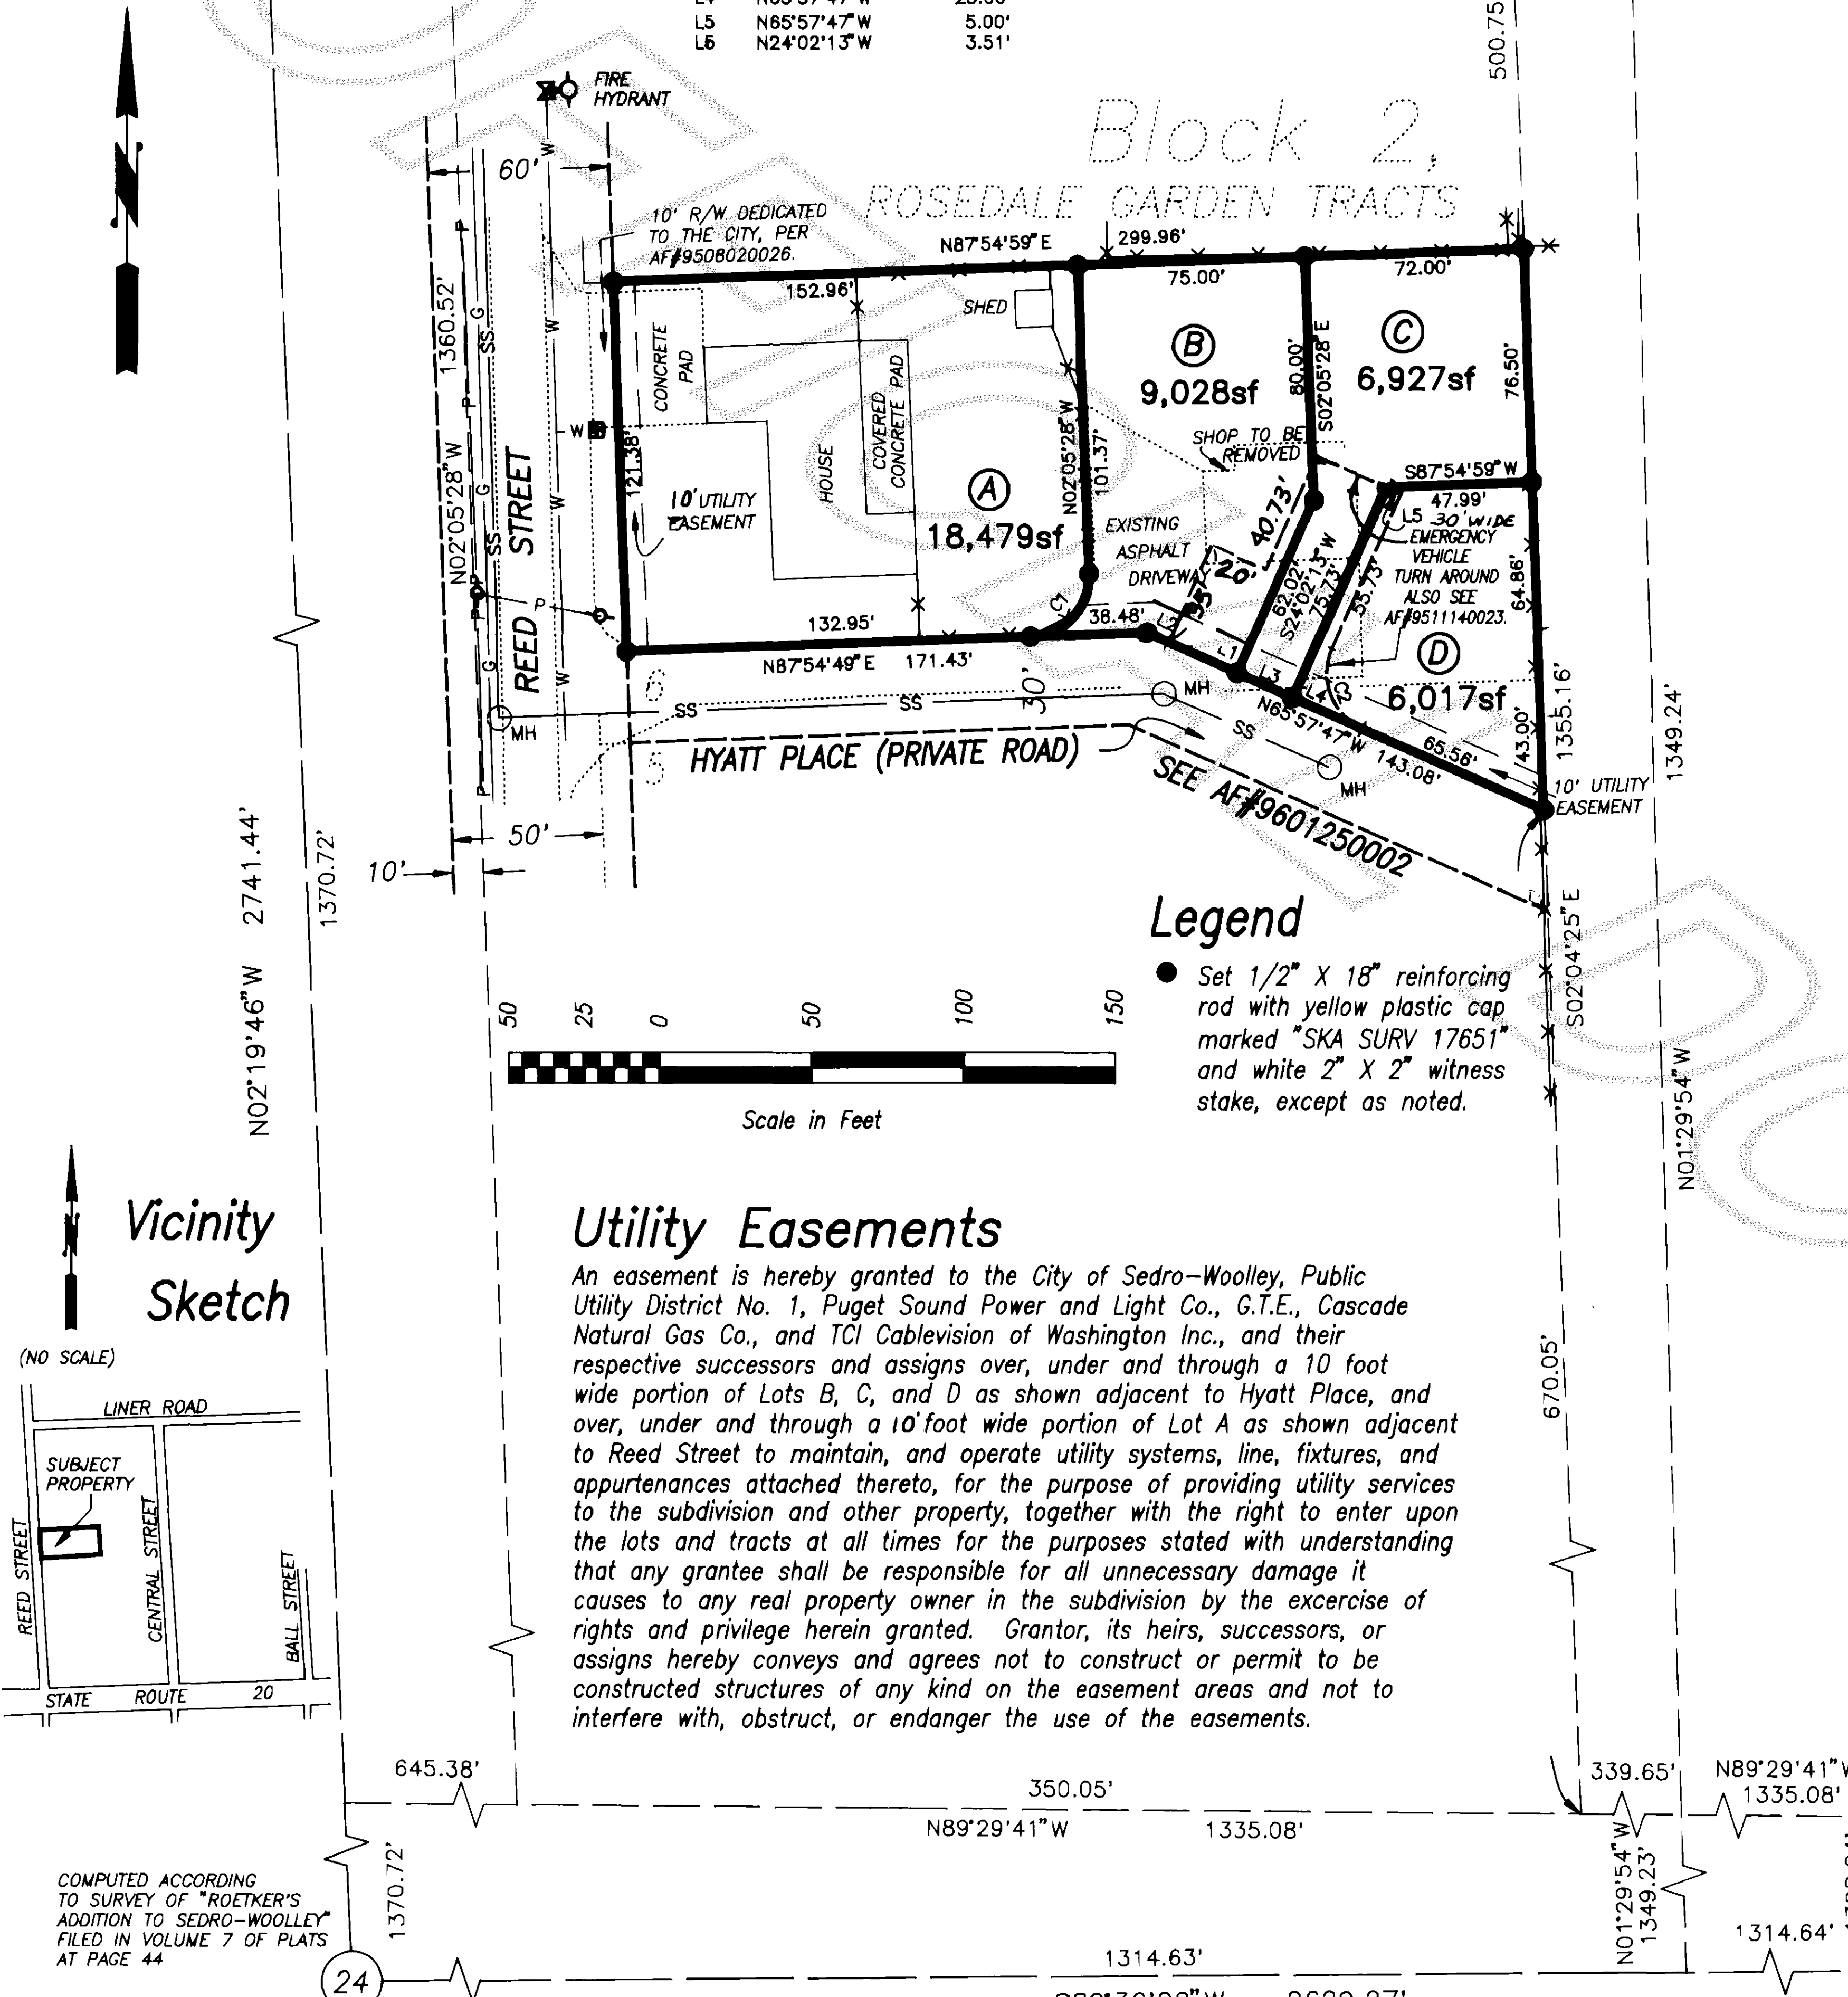 L5 N65°57'47"W 5.00'
L6 N24°02'13"W 3.51'
500.75
FIRE
HYDRANT
60'
Block 2,
ROSEDALE GARDEN TRACTS
10' R/W DEDICATED
TO THE CITY, PER
AF#9508020026.
N87°54'59"E 299.96'
152.96'
75.00'
72.00'
SHED
CONCRETE
PAD
HOUSE
COVERED
CONCRETE PAD
1360.52'
N02°05'28"W
REED STREET
121.38'
10' UTILITY
EASEMENT
A
18,479sf
N02°05'28"W
101.37'
B
9,028sf
80.00'
S02°05'28"E
C
6,927sf
76.50'
SHOP TO BE
REMOVED
S87°54'59"W
47.99'
EXISTING
ASPHALT
DRIVEWAY
20'
40.73'
35'
62.02'
S24°02'13"W
75.73'
55.73'
L5 30' WIDE
EMERGENCY
VEHICLE
TURN AROUND
ALSO SEE
AF#9511140023.
64.86'
D
6,017sf
43.00'
132.95'
38.48'
L2
L1
L3
L4
N87°54'49"E 171.43'
30'
N65°57'47"W
143.08'
65.56'
10' UTILITY
EASEMENT
1355.16'
1349.24'
P
G
SS
W
MH
SS
SS
MH
SS
MH
6
5
HYATT PLACE (PRIVATE ROAD)
SEE AF#9601250002
50'
10'
N02°19'46"W 2741.44'
1370.72'
Legend
Set 1/2" X 18" reinforcing
rod with yellow plastic cap
marked "SKA SURV 17651"
and white 2" X 2" witness
stake, except as noted.
S02°04'25"E
N01°29'54"W
50 25 0 50 100 150
Scale in Feet
Vicinity
Sketch
(NO SCALE)
LINER ROAD
SUBJECT
PROPERTY
REED STREET
CENTRAL STREET
BALL STREET
STATE ROUTE 20
Utility Easements
An easement is hereby granted to the City of Sedro-Woolley, Public
Utility District No. 1, Puget Sound Power and Light Co., G.T.E., Cascade
Natural Gas Co., and TCI Cablevision of Washington Inc., and their
respective successors and assigns over, under and through a 10 foot
wide portion of Lots B, C, and D as shown adjacent to Hyatt Place, and
over, under and through a 10' foot wide portion of Lot A as shown adjacent
to Reed Street to maintain, and operate utility systems, line, fixtures, and
appurtenances attached thereto, for the purpose of providing utility services
to the subdivision and other property, together with the right to enter upon
the lots and tracts at all times for the purposes stated with understanding
that any grantee shall be responsible for all unnecessary damage it
causes to any real property owner in the subdivision by the excercise of
rights and privilege herein granted. Grantor, its heirs, successors, or
assigns hereby conveys and agrees not to construct or permit to be
constructed structures of any kind on the easement areas and not to
interfere with, obstruct, or endanger the use of the easements.
670.05'
645.38'
350.05'
339.65'
N89°29'41"W
1335.08'
N89°29'41"W 1335.08'
1370.72'
N01°29'54"W
1349.23'
COMPUTED ACCORDING
TO SURVEY OF "ROETKER'S
ADDITION TO SEDRO-WOOLLEY"
FILED IN VOLUME 7 OF PLATS
AT PAGE 44
24
1314.63'
1314.64'